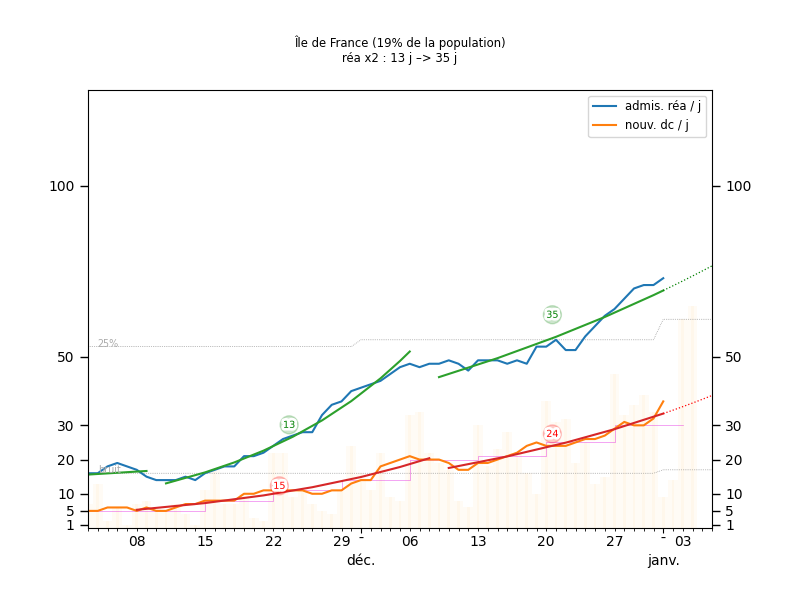 Île de France (19% de la population)
réa x2 : 13 j –> 35 j
admis. réa / j
nouv. dc / j
100 100
50 50
30 30
20 20
10 10
5 5
1 1
25%
35
13
24
15
08 15 22 29 - 06 13 20 27 - 03
déc. janv.